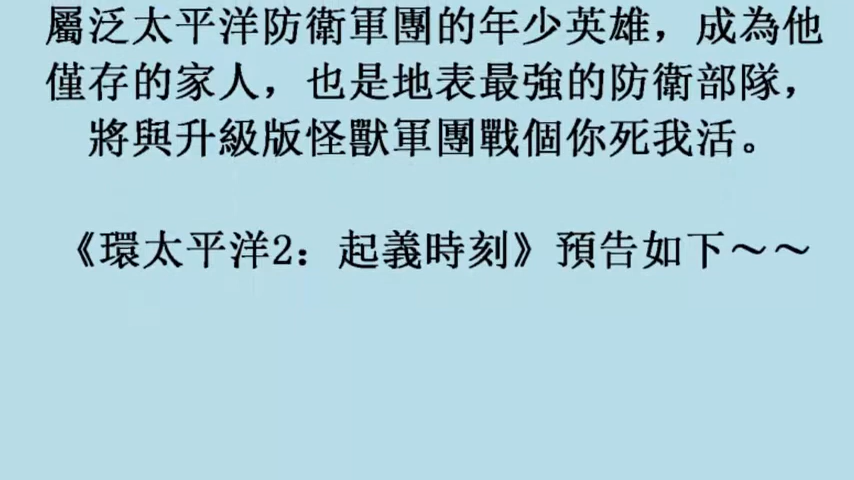 屬泛太平洋防衛軍團的年少英雄，成為他
僅存的家人，也是地表最強的防衛部隊，
將與升級版怪獸軍團戰個你死我活。
《環太平洋2：起義時刻》預告如下～～